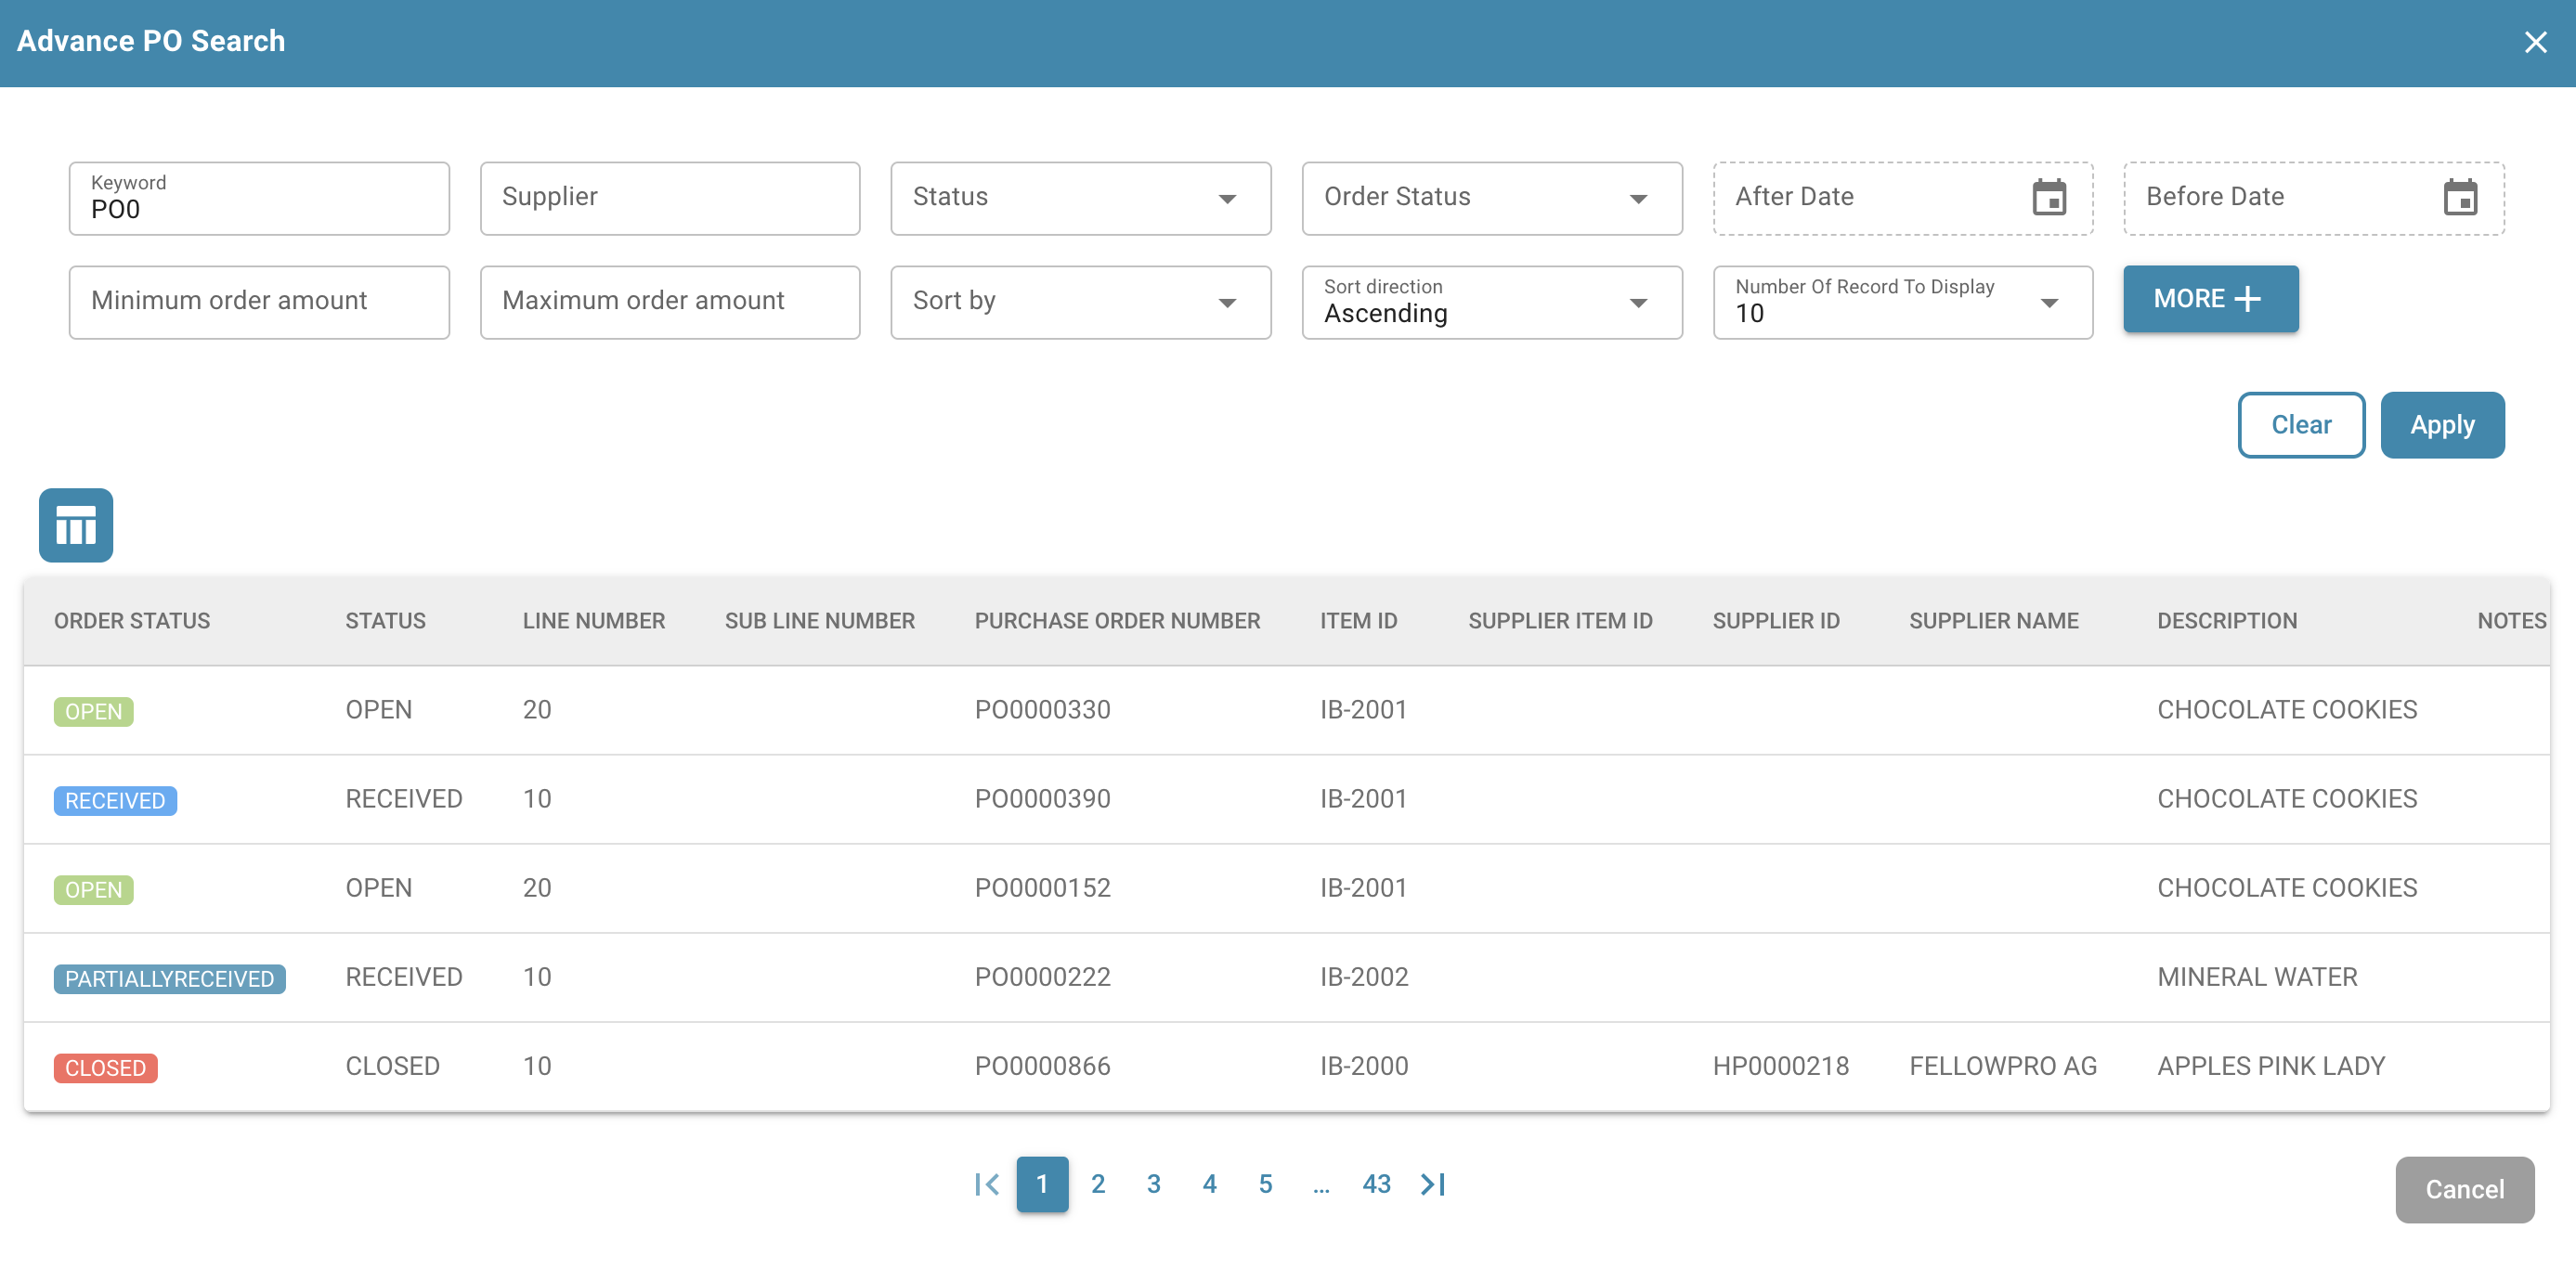 Advance PO Search
Keyword
PO0
Supplier
Status
Order Status
After Date
Before Date
Minimum order amount
Maximum order amount
Sort by
Sort direction
Ascending
Number Of Record To Display
10
MORE
Clear
Apply
ORDER STATUS STATUS LINE NUMBER SUB LINE NUMBER PURCHASE ORDER NUMBER ITEM ID SUPPLIER ITEM ID SUPPLIER ID SUPPLIER NAME DESCRIPTION NOTES
OPEN OPEN 20 PO0000330 IB-2001 CHOCOLATE COOKIES
RECEIVED RECEIVED 10 PO0000390 IB-2001 CHOCOLATE COOKIES
OPEN OPEN 20 PO0000152 IB-2001 CHOCOLATE COOKIES
PARTIALLYRECEIVED RECEIVED 10 PO0000222 IB-2002 MINERAL WATER
CLOSED CLOSED 10 PO0000866 IB-2000 HP0000218 FELLOWPRO AG APPLES PINK LADY
1 2 3 4 5 ... 43
Cancel